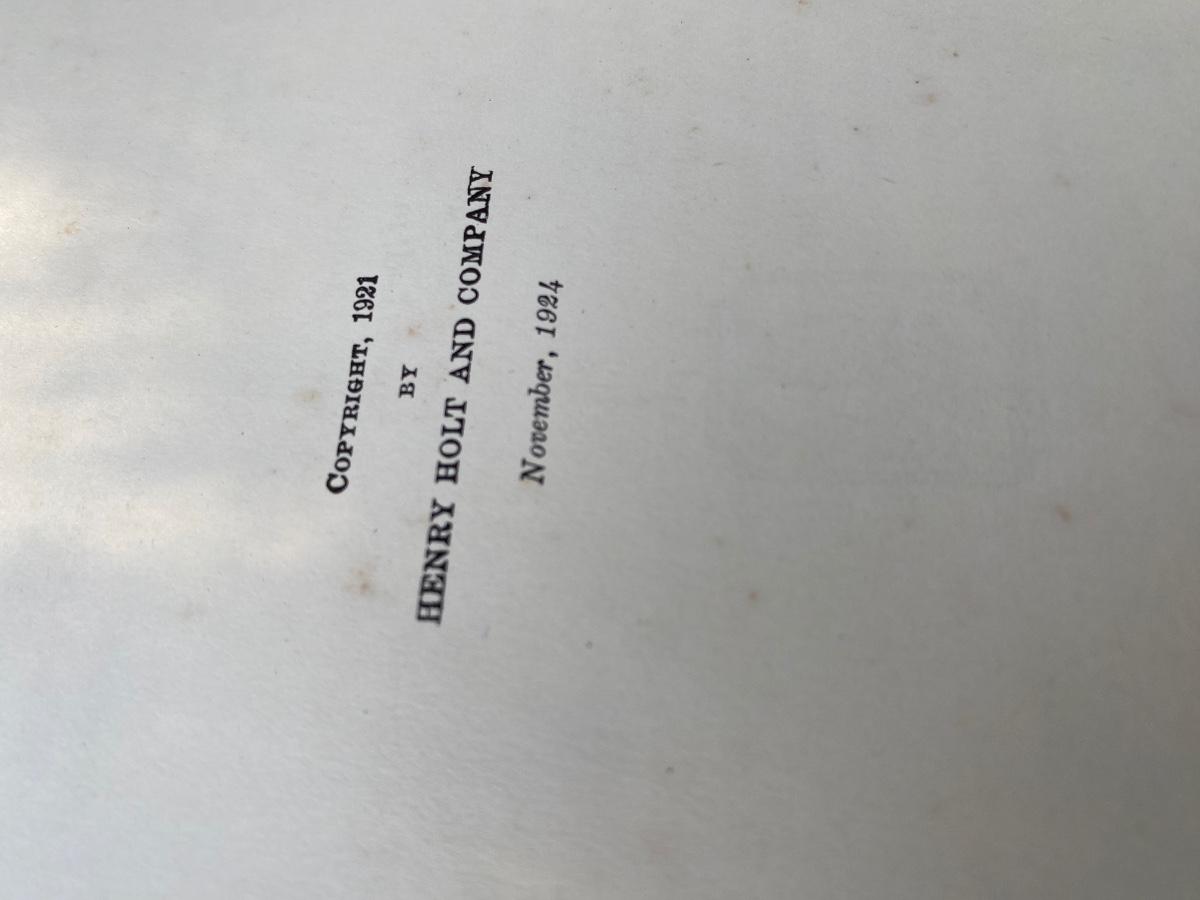 COPYRIGHT, 1921
BY
HENRY HOLT AND COMPANY
November, 1924